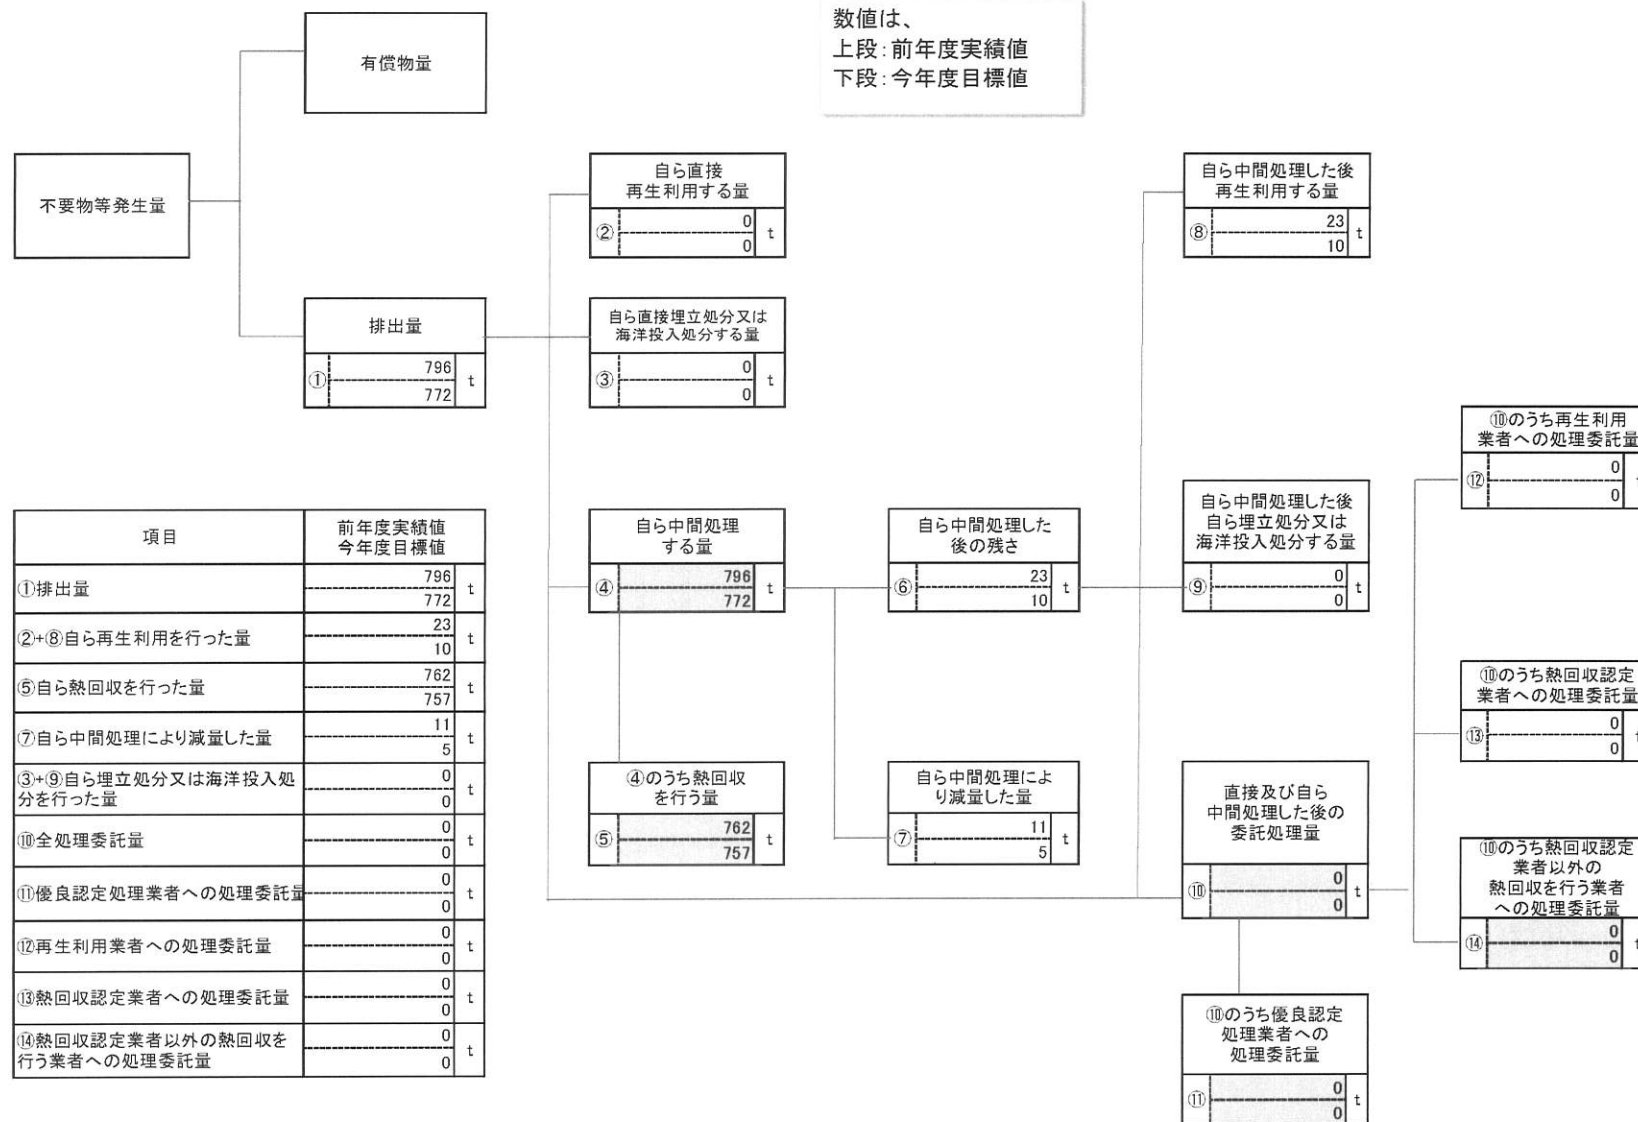 数値は、
上段:前年度実績値
下段:今年度目標値
有償物量
不要物等発生量
排出量
①
796
772
t
自ら直接
再生利用する量
②
0
0
t
自ら直接埋立処分又は
海洋投入処分する量
③
0
0
t
自ら中間処理
する量
④
796
772
t
④のうち熱回収
を行う量
⑤
762
757
t
自ら中間処理した
後の残さ
⑥
23
10
t
自ら中間処理によ
り減量した量
⑦
11
5
t
自ら中間処理した後
再生利用する量
⑧
23
10
t
自ら中間処理した後
自ら埋立処分又は
海洋投入処分する量
⑨
0
0
t
直接及び自ら
中間処理した後の
委託処理量
⑩
0
0
t
⑩のうち優良認定
処理業者への
処理委託量
⑪
0
0
t
⑩のうち再生利用
業者への処理委託量
⑫
0
0
⑩のうち熱回収認定
業者への処理委託量
⑬
0
0
⑩のうち熱回収認定
業者以外の
熱回収を行う業者
への処理委託量
⑭
0
0
項目
前年度実績値
今年度目標値
①排出量
796
772
t
②+⑧自ら再生利用を行った量
23
10
t
⑤自ら熱回収を行った量
762
757
t
⑦自ら中間処理により減量した量
11
5
t
③+⑨自ら埋立処分又は海洋投入処
分を行った量
0
0
t
⑩全処理委託量
0
0
t
⑪優良認定処理業者への処理委託量
0
0
t
⑫再生利用業者への処理委託量
0
0
t
⑬熱回収認定業者への処理委託量
0
0
t
⑭熱回収認定業者以外の熱回収を
行う業者への処理委託量
0
0
t